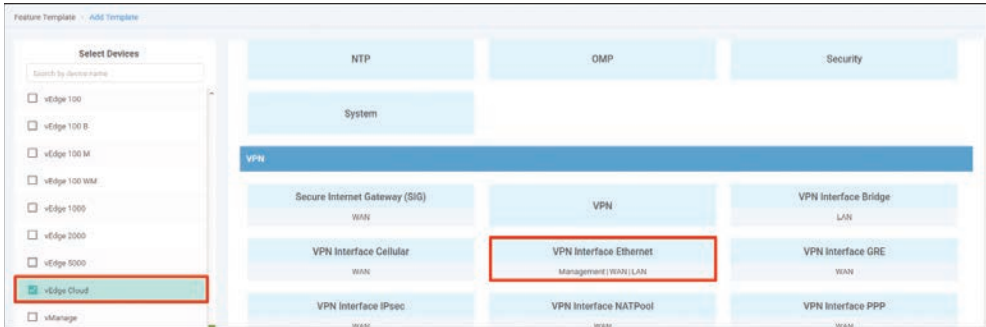 Feature Template > Add Template
Select Devices
Search by device name
vEdge 100
vEdge 100 B
vEdge 100 M
vEdge 100 WM
vEdge 1000
vEdge 2000
vEdge 5000
vEdge Cloud
vManage
NTP
OMP
Security
System
VPN
Secure Internet Gateway (SIG)
WAN
VPN
VPN Interface Bridge
LAN
VPN Interface Cellular
WAN
VPN Interface Ethernet
Management | WAN | LAN
VPN Interface GRE
WAN
VPN Interface IPsec
WAN
VPN Interface NATPool
WAN
VPN Interface PPP
WAN